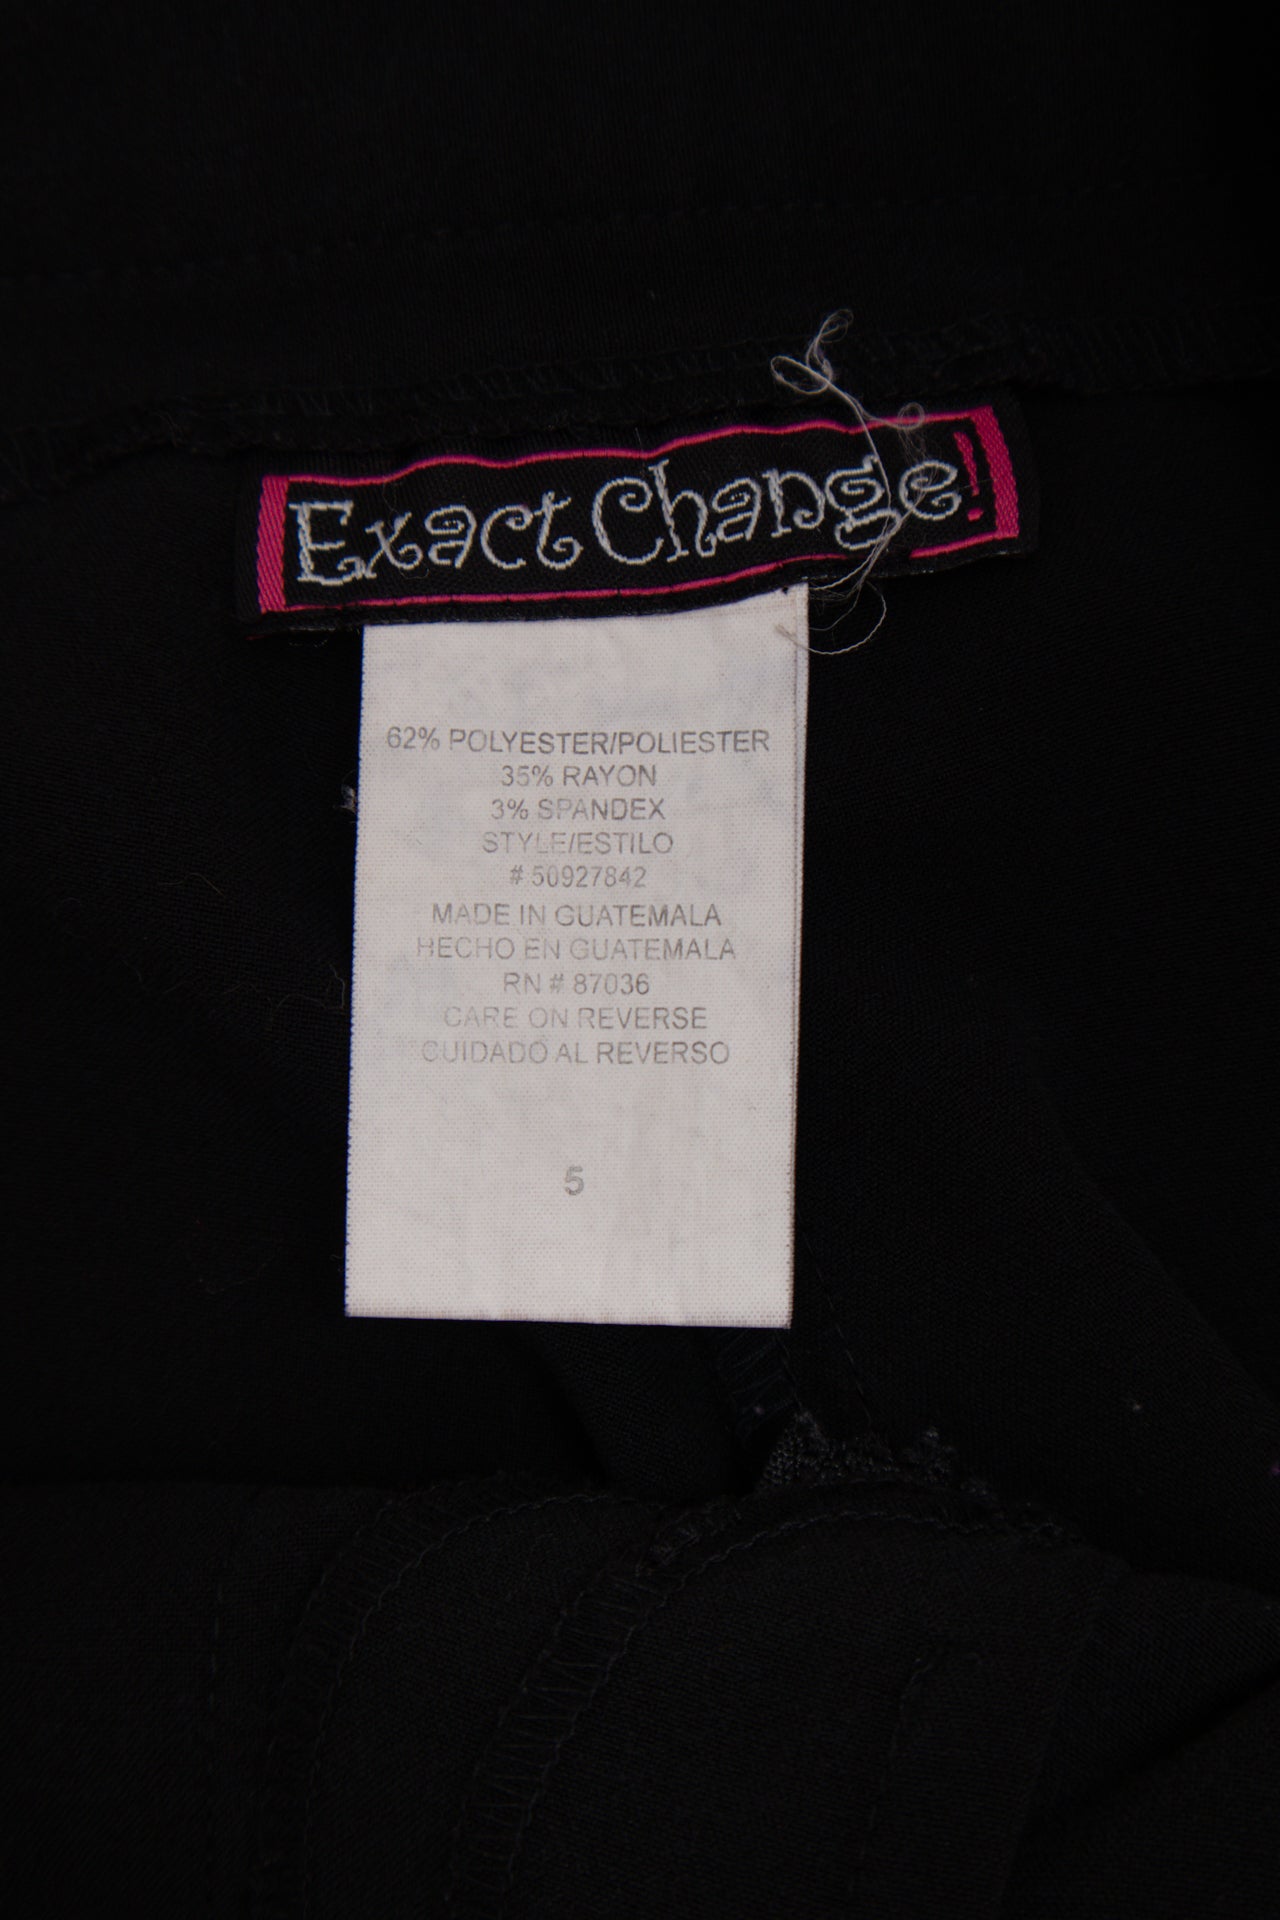 Exact Change!
62% POLYESTER/POLIESTER
35% RAYON
3% SPANDEX
STYLE/ESTILO
# 50927842
MADE IN GUATEMALA
HECHO EN GUATEMALA
RN # 87036
CARE ON REVERSE
CUIDADO AL REVERSO
5